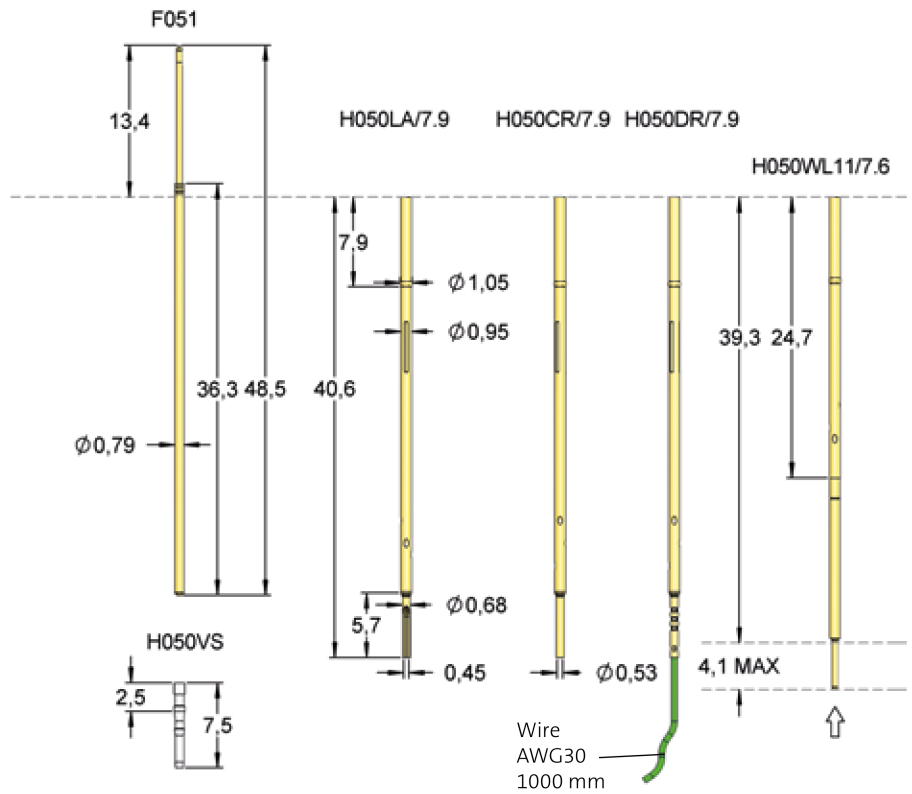 F051
13,4
36,3
48,5
Ø0,79
H050VS
2,5
7,5
H050LA/7.9
H050CR/7.9
H050DR/7.9
H050WL11/7.6
7,9
Ø1,05
Ø0,95
40,6
39,3
24,7
Ø0,68
5,7
0,45
Ø0,53
4,1 MAX
Wire
AWG30
1000 mm